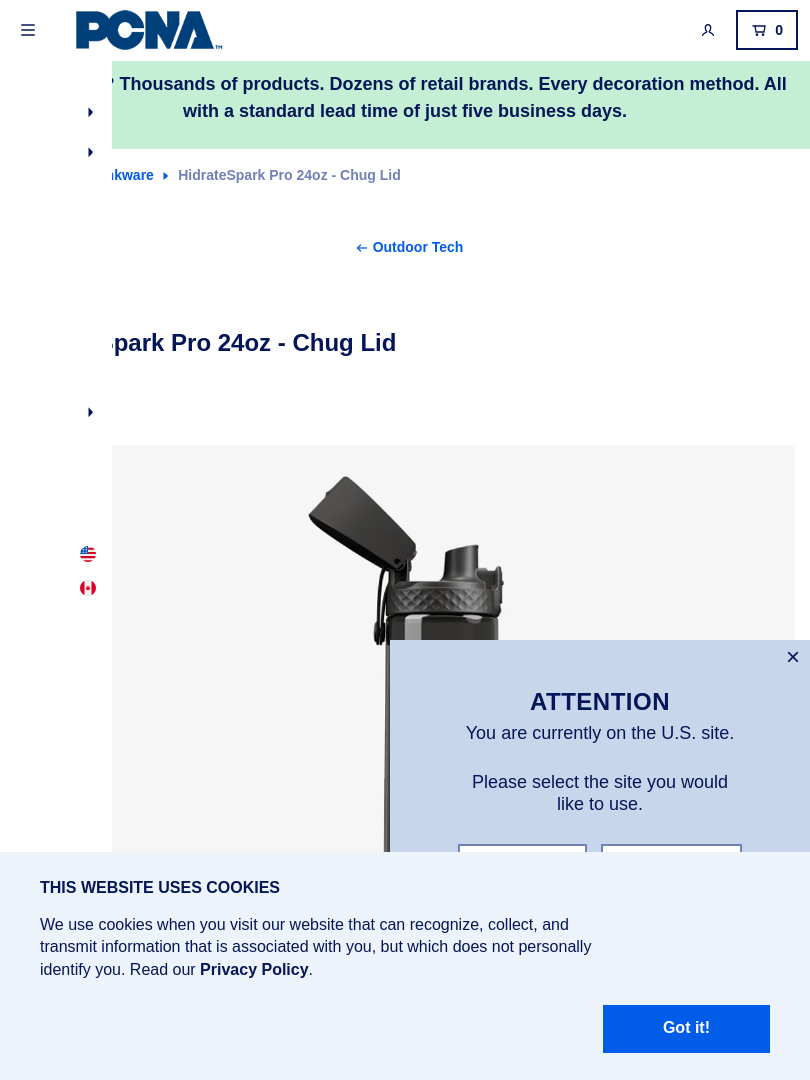 PCNA™
0
Thousands of products. Dozens of retail brands. Every decoration method. All
with a standard lead time of just five business days.
HidrateSpark Pro 24oz - Chug Lid
Outdoor Tech
Pro 24oz - Chug Lid
×
ATTENTION
You are currently on the U.S. site.
Please select the site you would
like to use.
THIS WEBSITE USES COOKIES
We use cookies when you visit our website that can recognize, collect, and
transmit information that is associated with you, but which does not personally
identify you. Read our Privacy Policy.
Got it!